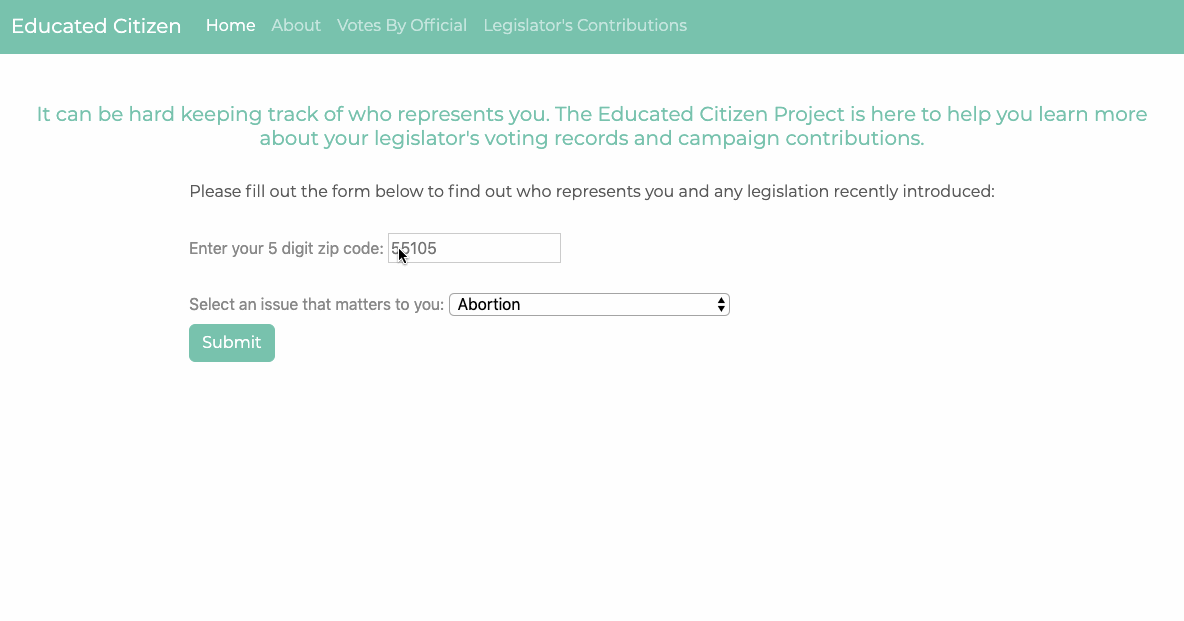 Educated Citizen Home About Votes By Official Legislator's Contributions
It can be hard keeping track of who represents you. The Educated Citizen Project is here to help you learn more
about your legislator's voting records and campaign contributions.
Please fill out the form below to find out who represents you and any legislation recently introduced:
Enter your 5 digit zip code: 55105
Select an issue that matters to you: Abortion
Submit